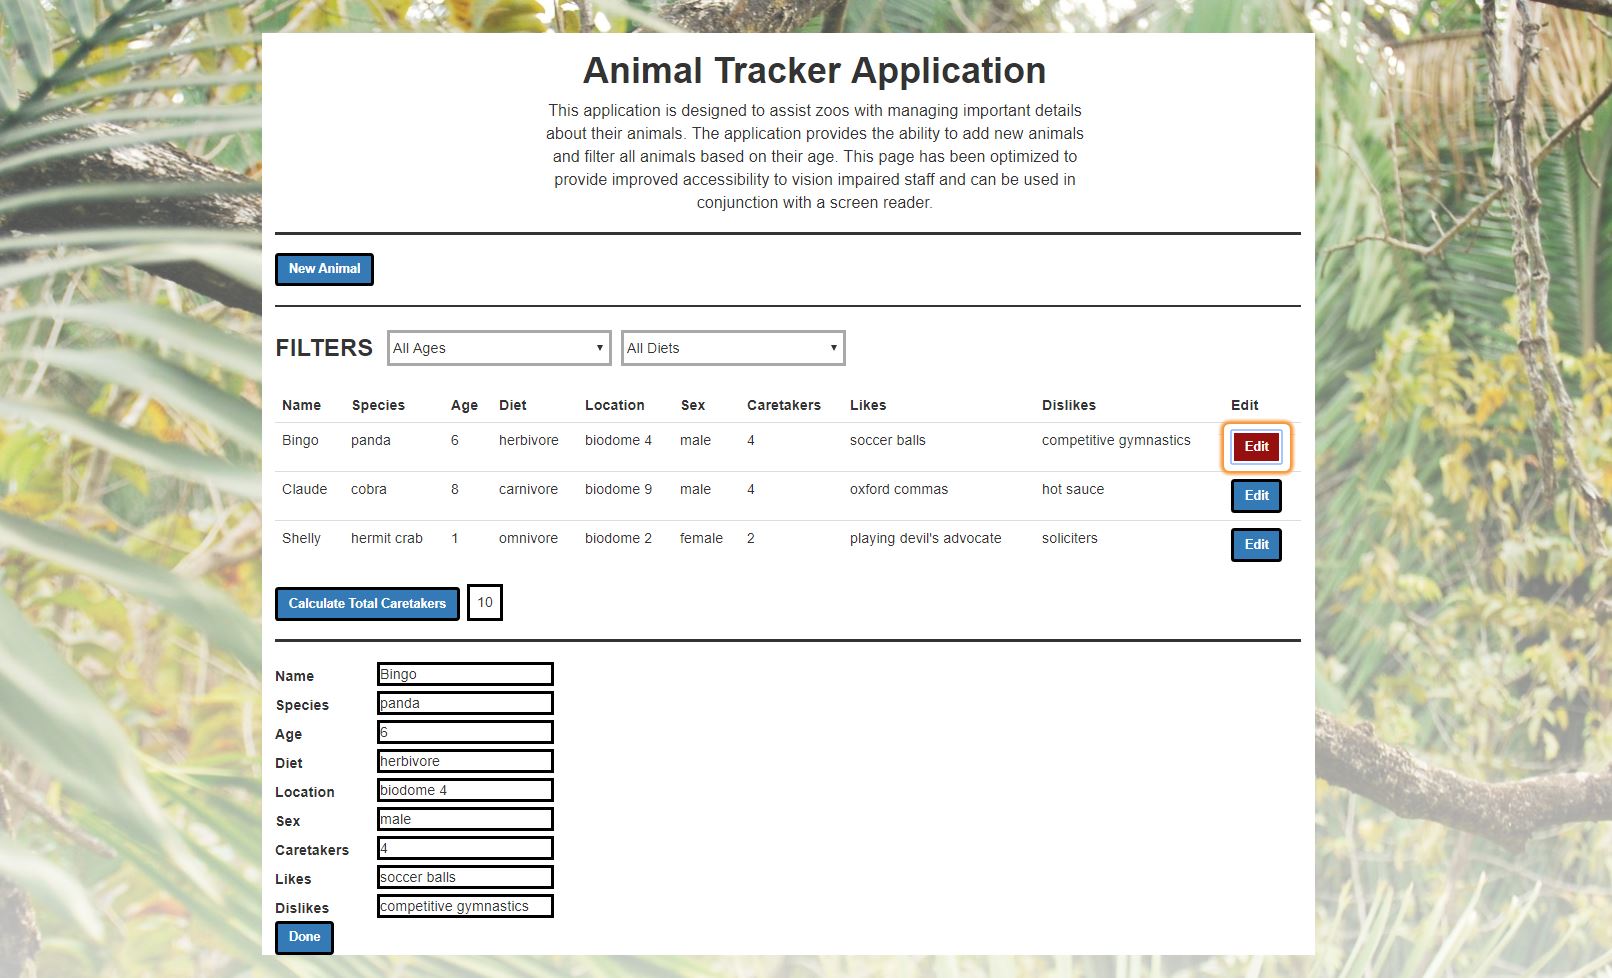 Animal Tracker Application
This application is designed to assist zoos with managing important details
about their animals. The application provides the ability to add new animals
and filter all animals based on their age. This page has been optimized to
provide improved accessibility to vision impaired staff and can be used in
conjunction with a screen reader.
New Animal
FILTERS All Ages All Diets
Name Species Age Diet Location Sex Caretakers Likes Dislikes Edit
Bingo panda 6 herbivore biodome 4 male 4 soccer balls competitive gymnastics Edit
Claude cobra 8 carnivore biodome 9 male 4 oxford commas hot sauce Edit
Shelly hermit crab 1 omnivore biodome 2 female 2 playing devil's advocate soliciters Edit
Calculate Total Caretakers 10
Name Bingo
Species panda
Age 6
Diet herbivore
Location biodome 4
Sex male
Caretakers 4
Likes soccer balls
Dislikes competitive gymnastics
Done